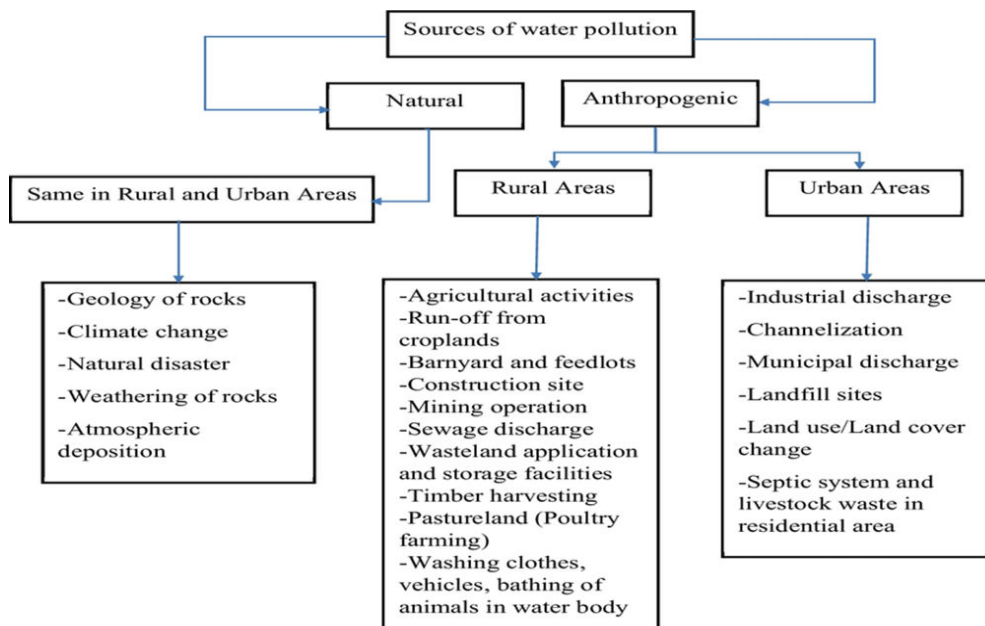 Sources of water pollution
Natural
Anthropogenic
Same in Rural and Urban Areas
Rural Areas
Urban Areas
-Geology of rocks
-Climate change
-Natural disaster
-Weathering of rocks
-Atmospheric
deposition
-Agricultural activities
-Run-off from
croplands
-Barnyard and feedlots
-Construction site
-Mining operation
-Sewage discharge
-Wasteland application
and storage facilities
-Timber harvesting
-Pastureland (Poultry
farming)
-Washing clothes,
vehicles, bathing of
animals in water body
-Industrial discharge
-Channelization
-Municipal discharge
-Landfill sites
-Land use/Land cover
change
-Septic system and
livestock waste in
residential area